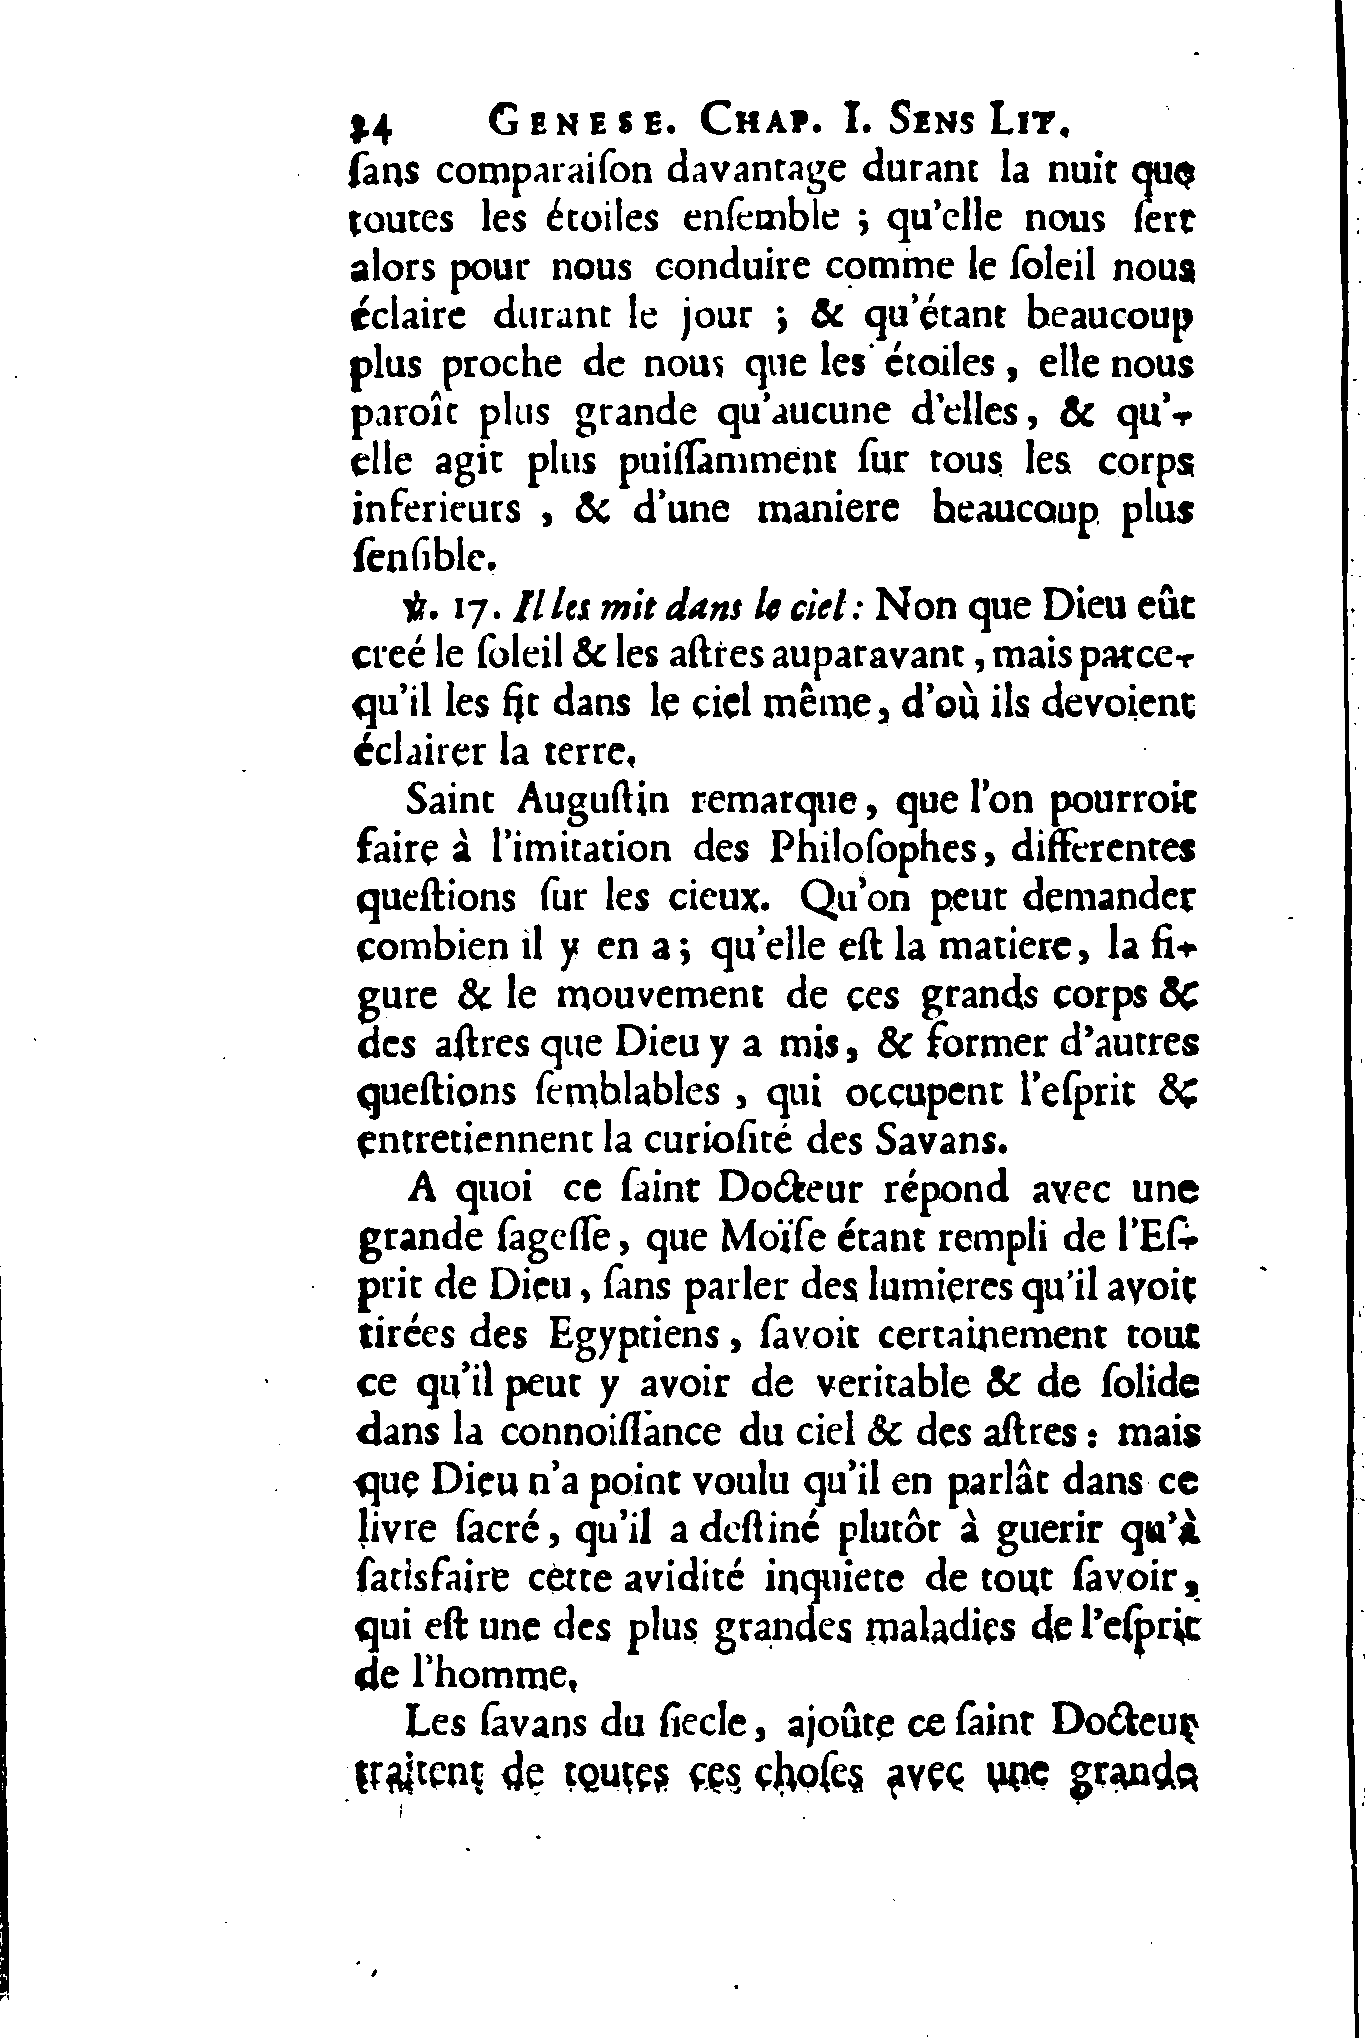 24 GENESE. CHAP. I. SENS LIT.
ſans comparaiſon davantage durant la nuit que
toutes les étoiles enſemble ; qu'elle nous ſert
alors pour nous conduire comme le ſoleil nous
éclaire durant le jour ; & qu'étant beaucoup
plus proche de nous que les étoiles , elle nous
paroît plus grande qu'aucune d'elles, & qu'-
elle agit plus puiſſamment ſur tous les corps
inferieurs , & d'une maniere beaucoup plus
ſenſible.
℣. 17. Il les mit dans le ciel : Non que Dieu eût
creé le ſoleil & les aſtres auparavant , mais parce-
qu'il les fit dans le ciel même, d'où ils devoient
éclairer la terre.
Saint Auguſtin remarque, que l'on pourroit
faire à l'imitation des Philoſophes, differentes
queſtions ſur les cieux. Qu'on peut demander
combien il y en a ; qu'elle eſt la matiere, la fi-
gure & le mouvement de ces grands corps &
des aſtres que Dieu y a mis, & former d'autres
queſtions ſemblables , qui occupent l'eſprit &
entretiennent la curioſité des Savans.
A quoi ce ſaint Docteur répond avec une
grande ſageſſe, que Moïſe étant rempli de l'Eſ-
prit de Dieu, ſans parler des lumieres qu'il avoit
tirées des Egyptiens, ſavoit certainement tout
ce qu'il peut y avoir de veritable & de ſolide
dans la connoiſſance du ciel & des aſtres : mais
que Dieu n'a point voulu qu'il en parlât dans ce
livre ſacré, qu'il a deſtiné plutôt à guerir qu'à
ſatisfaire cette avidité inquiete de tout ſavoir,
qui eſt une des plus grandes maladies de l'eſprit
de l'homme.
Les ſavans du ſiecle, ajoûte ce ſaint Docteur
traitent de toutes ces choſes avec une grande